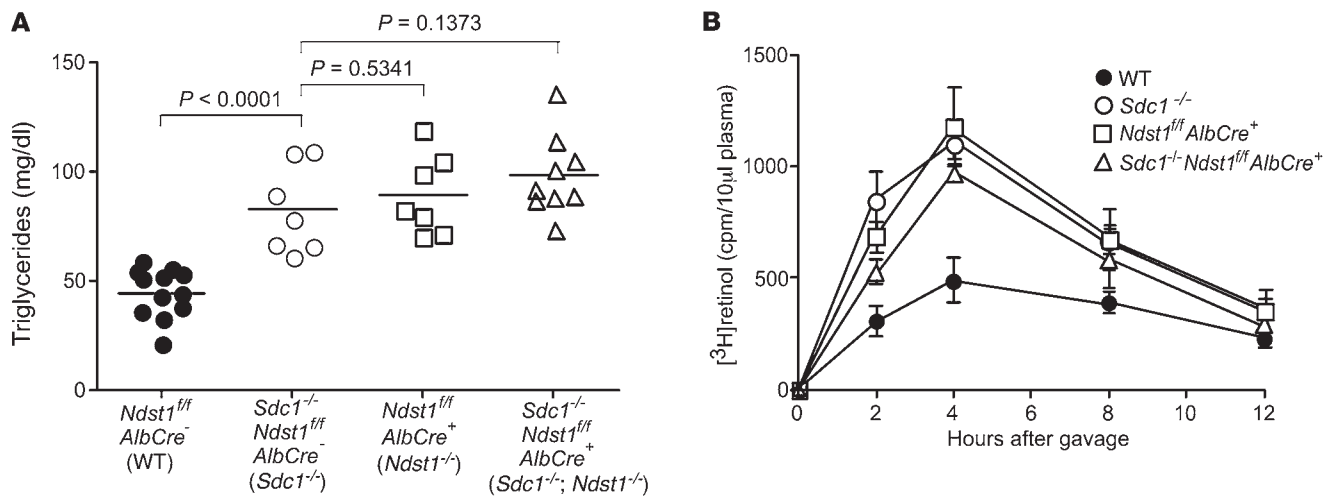 A
P = 0.1373
P = 0.5341
P < 0.0001
150
100
50
0
Triglycerides (mg/dl)
Ndst1f/f
AlbCre-
(WT)
Sdc1-/-
Ndst1f/f
AlbCre-
(Sdc1-/-)
Ndst1f/f
AlbCre+
(Ndst1-/-)
Sdc1-/-
Ndst1f/f
AlbCre+
(Sdc1-/-; Ndst1-/-)
B
1500
1000
500
0
[3H]retinol (cpm/10μl plasma)
WT
Sdc1-/-
Ndst1f/fAlbCre+
Sdc1-/-Ndst1f/fAlbCre+
0
2
4
6
8
10
12
Hours after gavage